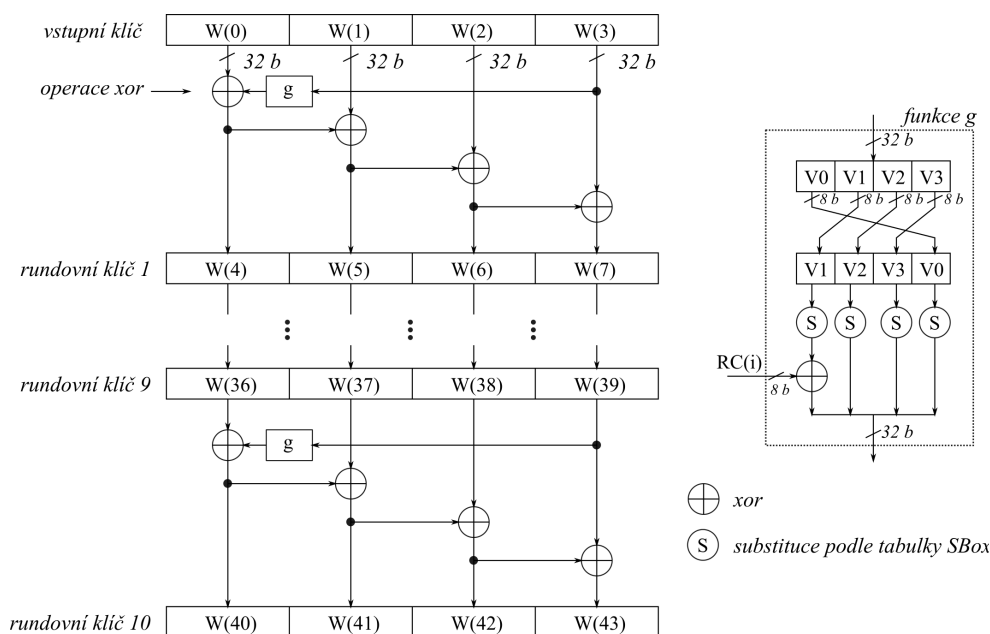 vstupní klíč W(0) W(1) W(2) W(3)
32 b 32 b 32 b 32 b
operace xor g
rundovní klíč 1 W(4) W(5) W(6) W(7)
rundovní klíč 9 W(36) W(37) W(38) W(39)
g
rundovní klíč 10 W(40) W(41) W(42) W(43)
funkce g
32 b
V0 V1 V2 V3
8 b 8 b 8 b 8 b
V1 V2 V3 V0
S S S S
RC(i)
8 b
32 b
xor
S substituce podle tabulky SBox